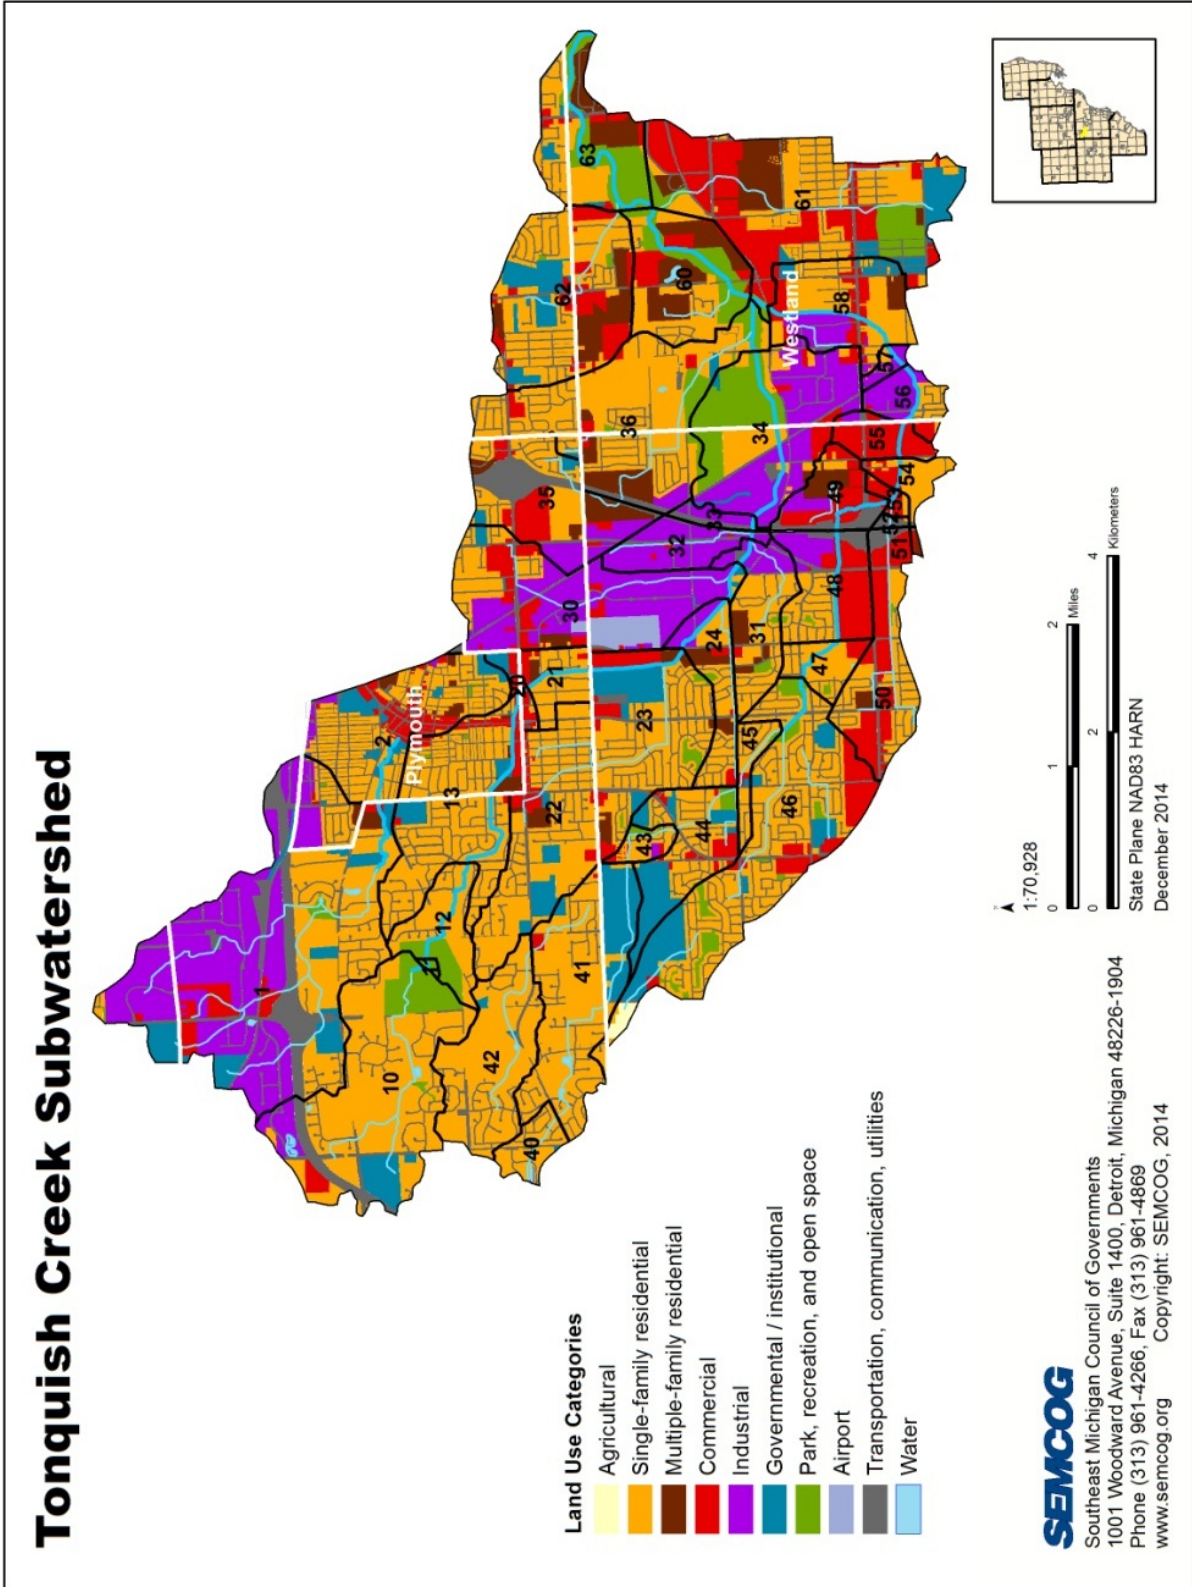 Tonquish Creek Subwatershed
1
2
Plymouth
10
11
12
13
20
21
22
23
24
30
31
32
33
34
35
36
40
41
42
43
44
45
46
47
48
49
50
51
52
53
54
55
56
57
58
60
61
62
63
Westland
Land Use Categories
Agricultural
Single-family residential
Multiple-family residential
Commercial
Industrial
Governmental / institutional
Park, recreation, and open space
Airport
Transportation, communication, utilities
Water
SEMCOG
Southeast Michigan Council of Governments
1001 Woodward Avenue, Suite 1400, Detroit, Michigan 48226-1904
Phone (313) 961-4266, Fax (313) 961-4869
www.semcog.org Copyright: SEMCOG, 2014
1:70,928
0 1 2 Miles
0 2 4 Kilometers
State Plane NAD83 HARN
December 2014